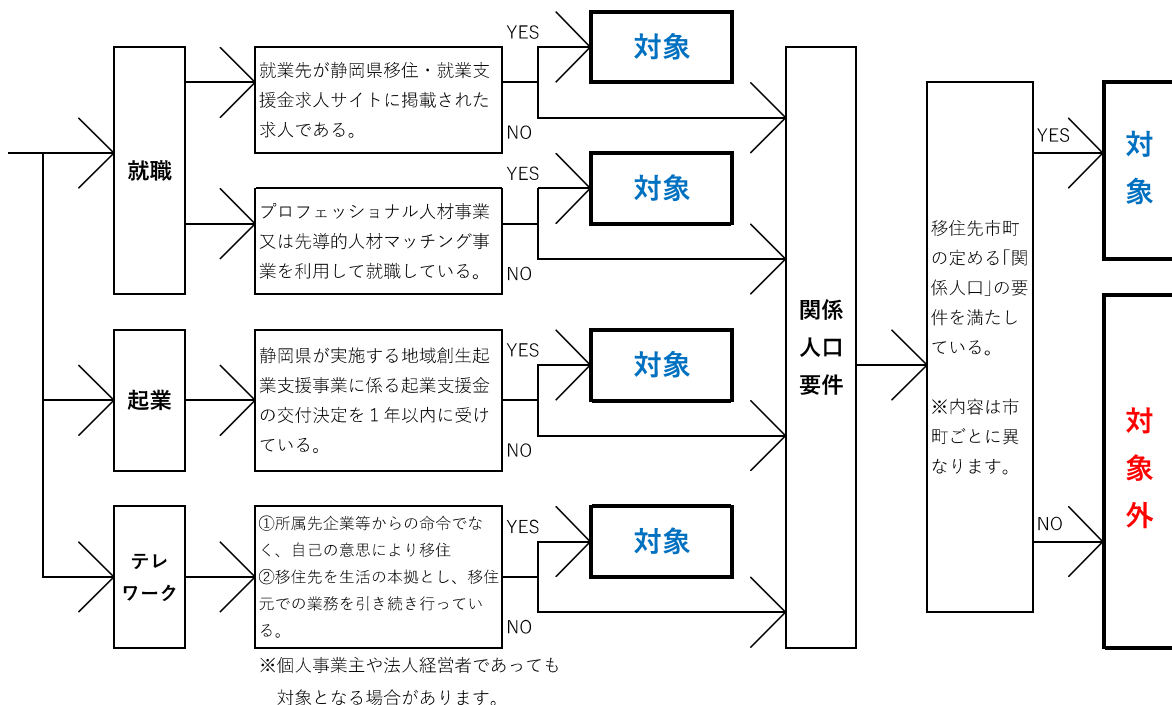 就職
就業先が静岡県移住・就業支
援金求人サイトに掲載された
求人である。
YES
対象
NO
プロフェッショナル人材事業
又は先導的人材マッチング事
業を利用して就職している。
YES
対象
NO
起業
静岡県が実施する地域創生起
業支援事業に係る起業支援金
の交付決定を１年以内に受け
ている。
YES
対象
NO
テレ
ワーク
①所属先企業等からの命令でな
く、自己の意思により移住
②移住先を生活の本拠とし、移住
元での業務を引き続き行ってい
る。
YES
対象
NO
※個人事業主や法人経営者であっても
対象となる場合があります。
関係
人口
要件
移住先市町
の定める「関
係人口」の要
件を満たし
ている。
※内容は市
町ごとに異
なります。
YES
対
象
NO
対
象
外